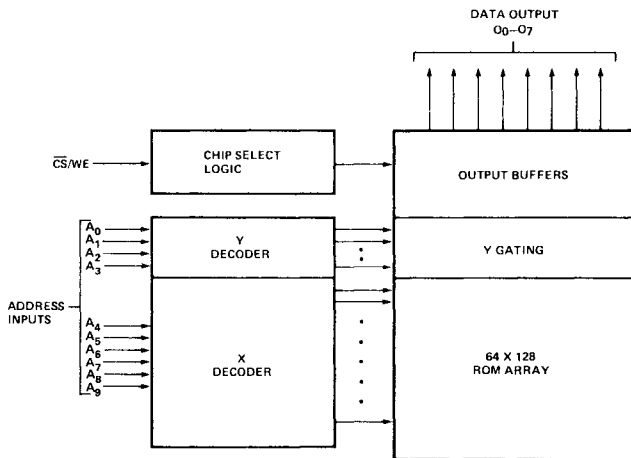 DATA OUTPUT
O0–O7
C̅S̅/WE
CHIP SELECT
LOGIC
OUTPUT BUFFERS
A0
A1
A2
A3
Y
DECODER
Y GATING
ADDRESS
INPUTS
A4
A5
A6
A7
A8
A9
X
DECODER
64 X 128
ROM ARRAY